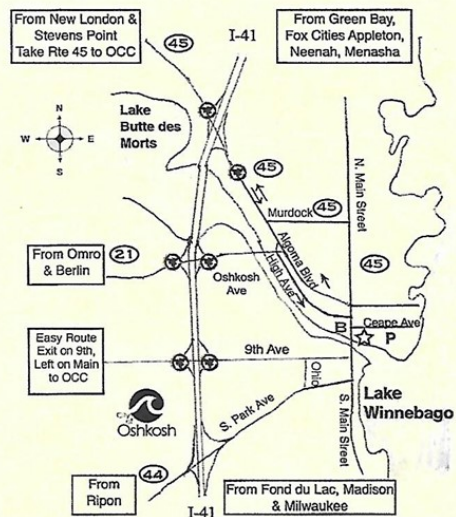 From New London &
Stevens Point
Take Rte 45 to OCC
45
I-41
From Green Bay,
Fox Cities Appleton,
Neenah, Menasha
N
W
E
S
Lake
Butte des
Morts
45
Murdock
45
N. Main Street
45
From Omro
& Berlin
21
Oshkosh
Ave
High Ave
Algoma Blvd
B
Ceape Ave
P
Easy Route
Exit on 9th,
Left on Main
to OCC
9th Ave
Ohio
S. Park Ave
S. Main Street
Lake
Winnebago
City of
Oshkosh
44
From
Ripon
I-41
From Fond du Lac, Madison
& Milwaukee